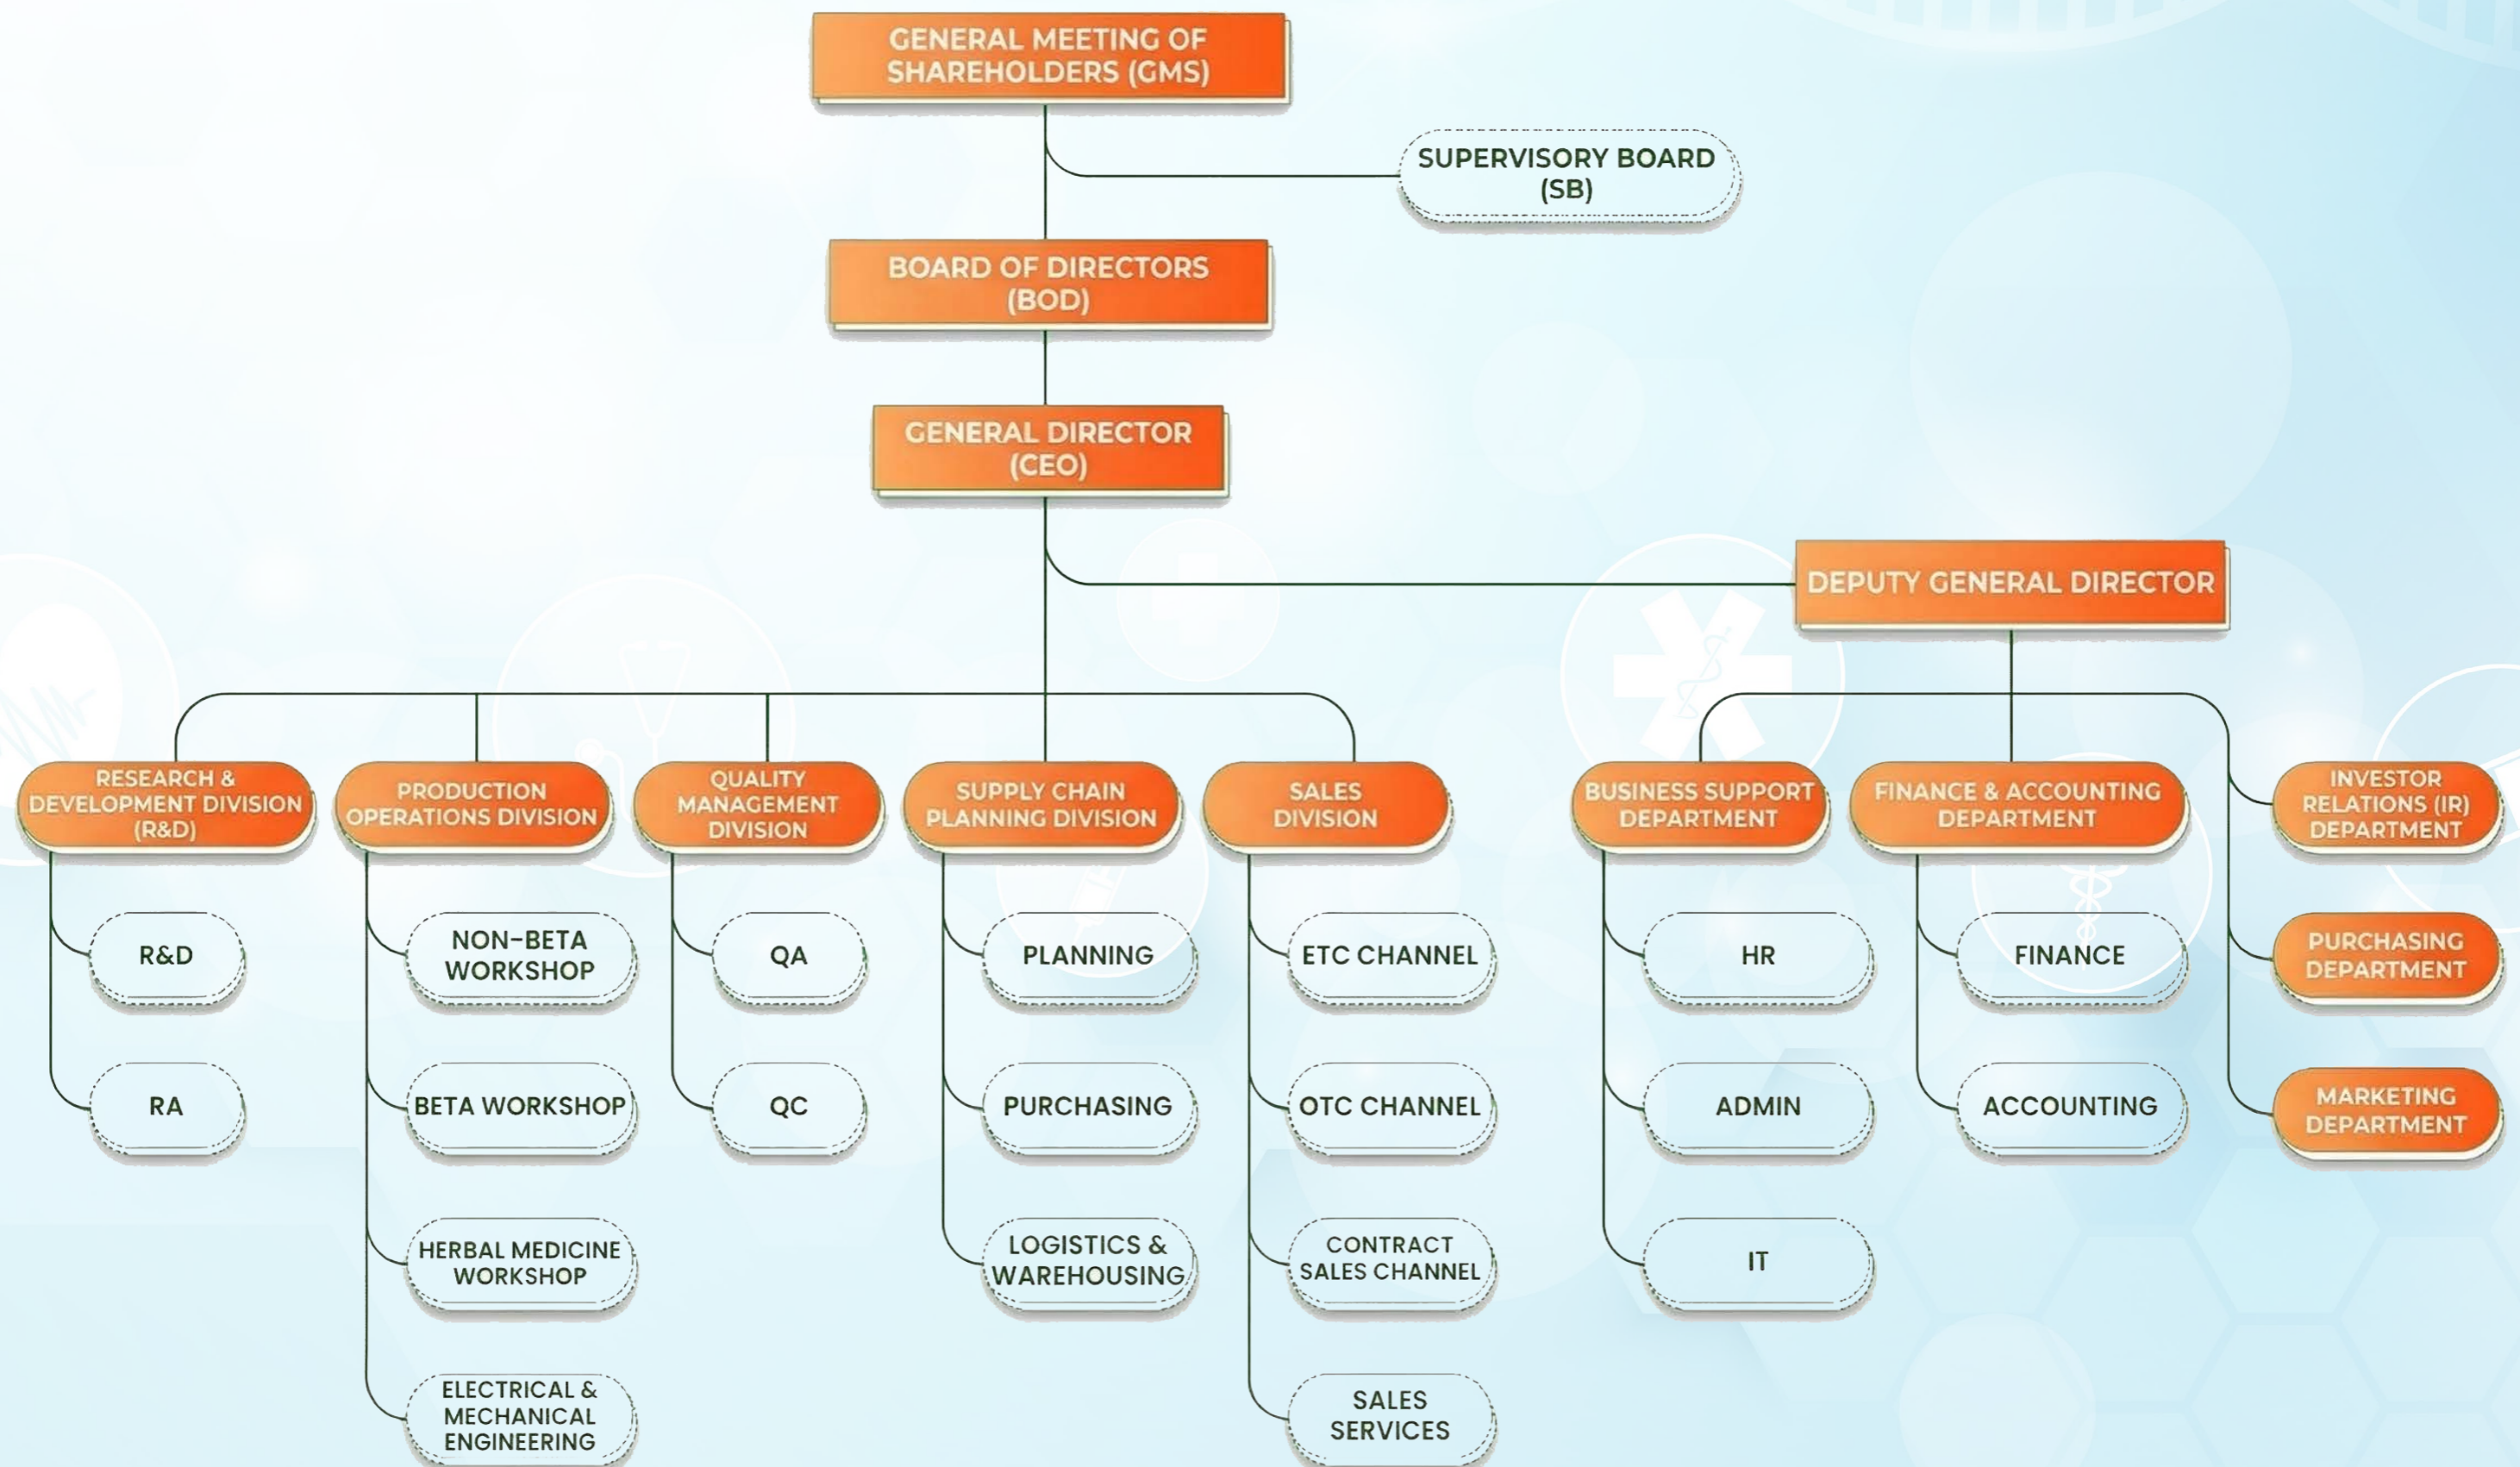 GENERAL MEETING OF
SHAREHOLDERS (GMS)
SUPERVISORY BOARD
(SB)
BOARD OF DIRECTORS
(BOD)
GENERAL DIRECTOR
(CEO)
DEPUTY GENERAL DIRECTOR
RESEARCH &
DEVELOPMENT DIVISION
(R&D)
PRODUCTION
OPERATIONS DIVISION
QUALITY
MANAGEMENT
DIVISION
SUPPLY CHAIN
PLANNING DIVISION
SALES
DIVISION
BUSINESS SUPPORT
DEPARTMENT
FINANCE & ACCOUNTING
DEPARTMENT
INVESTOR
RELATIONS (IR)
DEPARTMENT
R&D
NON-BETA
WORKSHOP
QA
PLANNING
ETC CHANNEL
HR
FINANCE
PURCHASING
DEPARTMENT
RA
BETA WORKSHOP
QC
PURCHASING
OTC CHANNEL
ADMIN
ACCOUNTING
MARKETING
DEPARTMENT
HERBAL MEDICINE
WORKSHOP
LOGISTICS &
WAREHOUSING
CONTRACT
SALES CHANNEL
IT
ELECTRICAL &
MECHANICAL
ENGINEERING
SALES
SERVICES